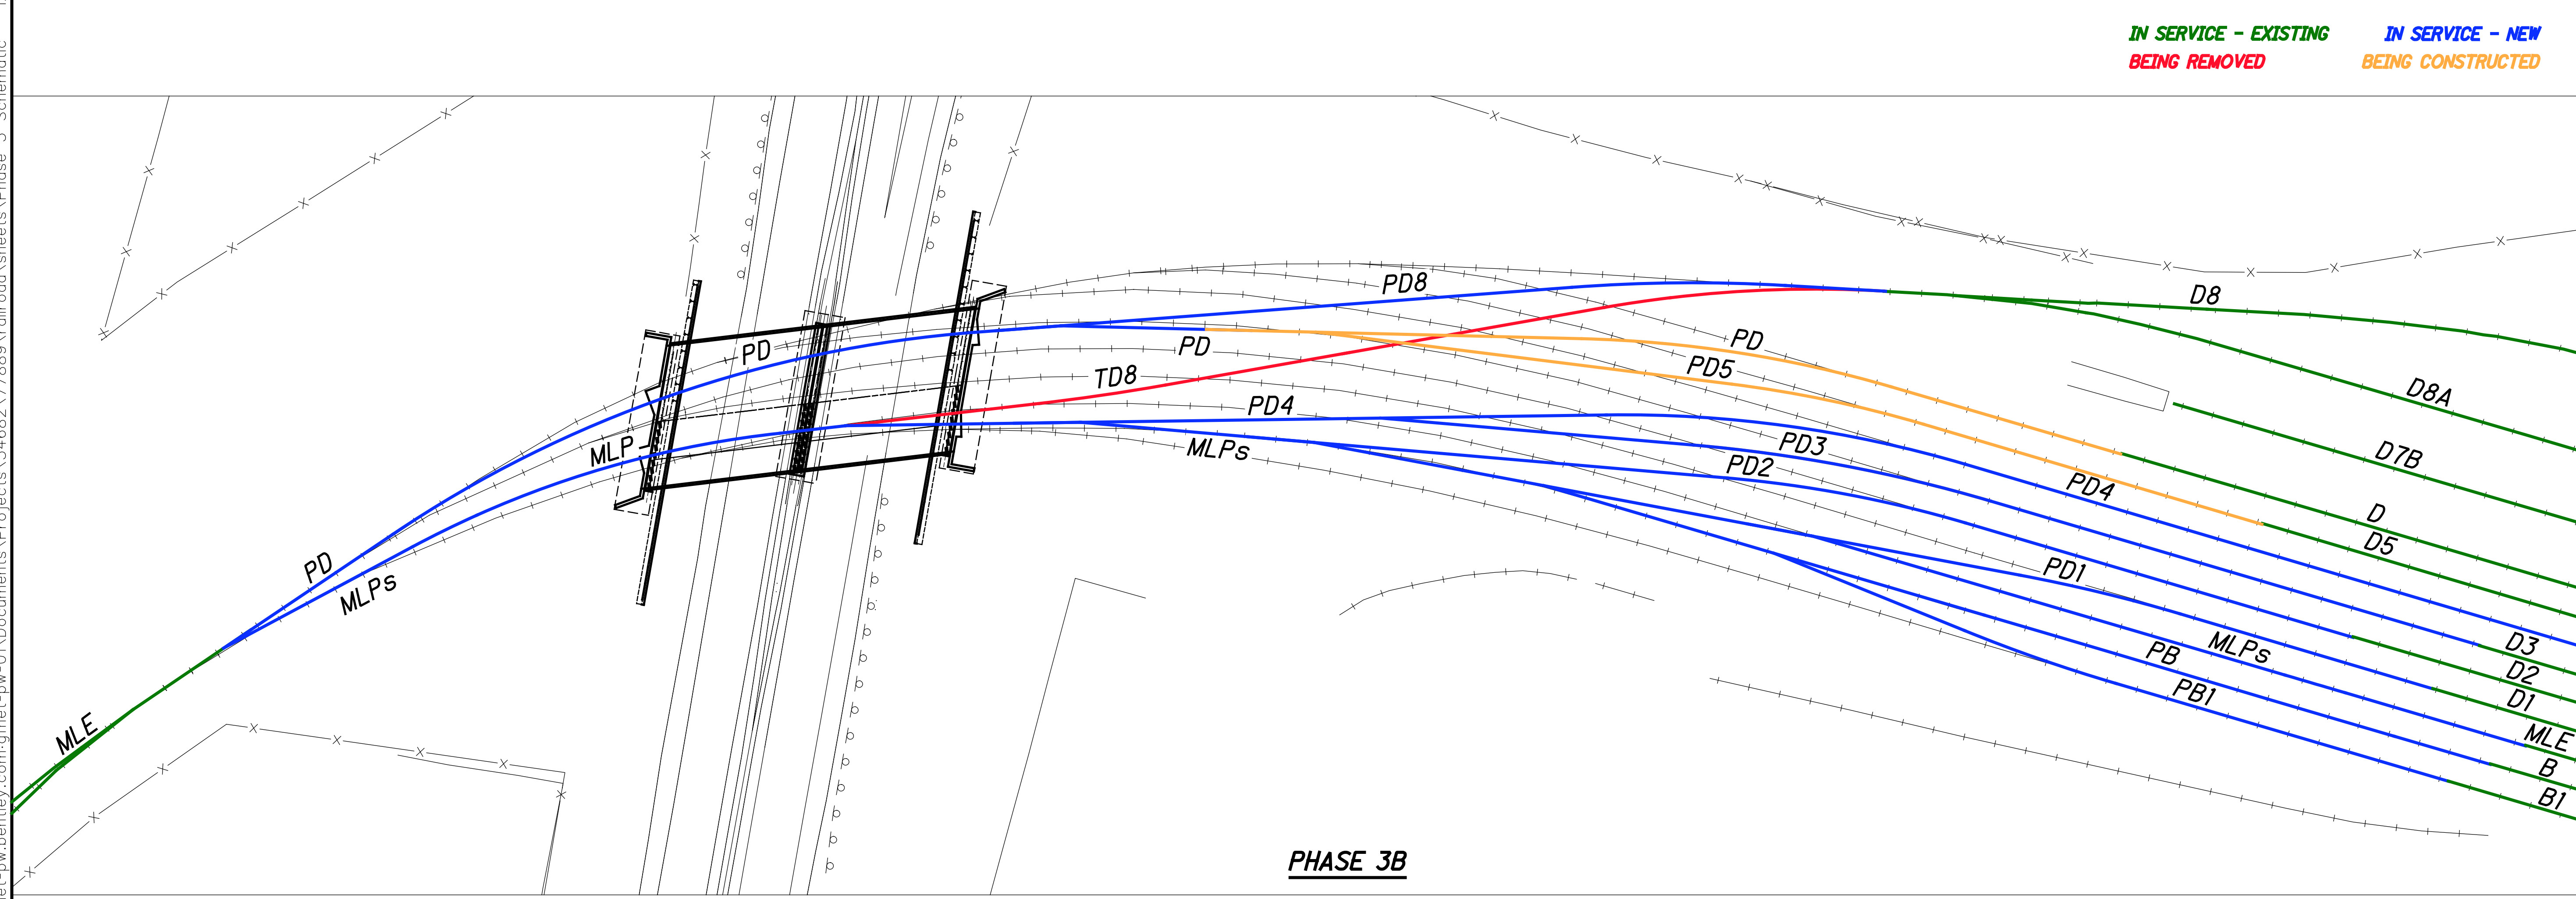 IN SERVICE - EXISTING
IN SERVICE - NEW
BEING REMOVED
BEING CONSTRUCTED
PD8
D8
PD
PD
PD
PD5
TD8
D8A
PD4
MLP
MLPs
PD3
PD2
D7B
PD4
D
D5
PD
MLPs
PD1
MLPs
D3
PB
D2
PB1
D1
MLE
MLE
B
B1
PHASE 3B